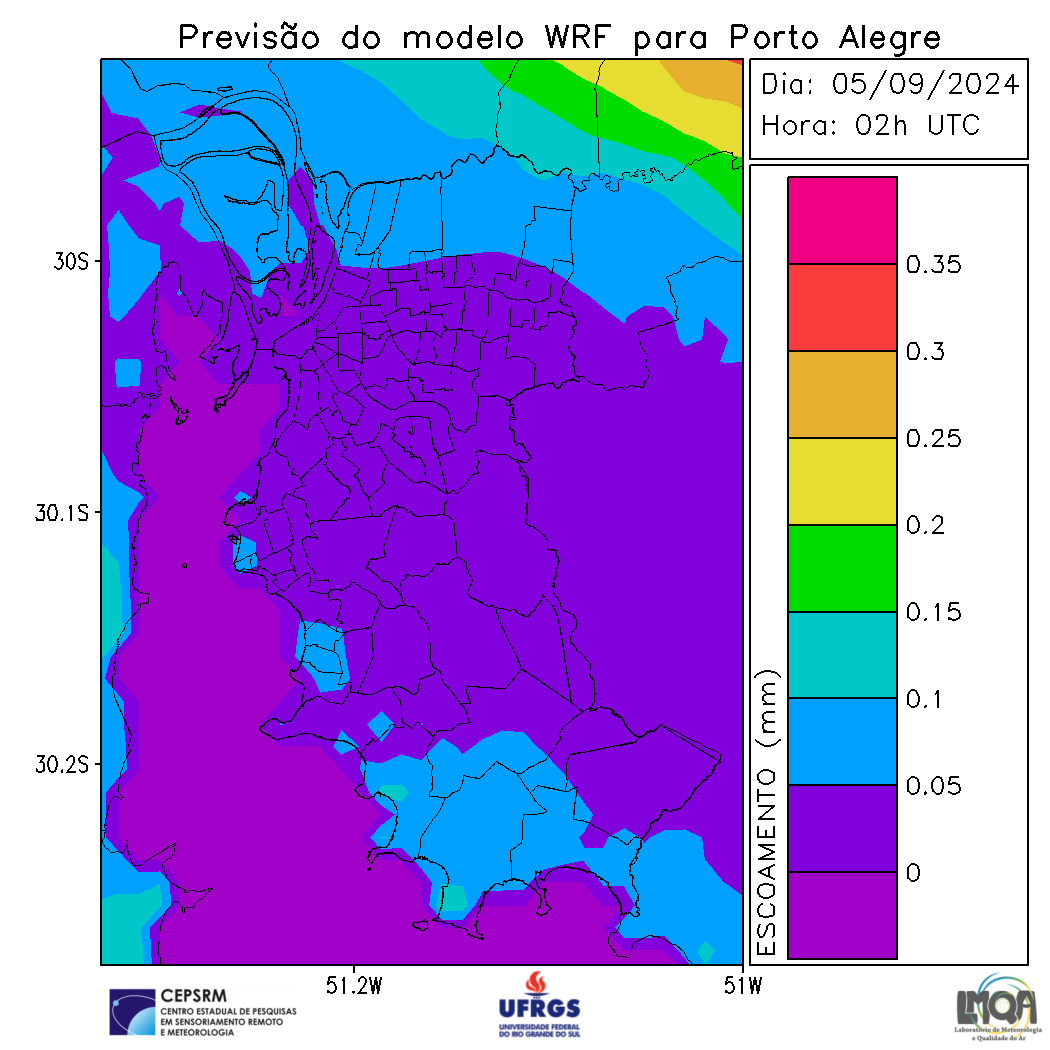 Previsão do modelo WRF para Porto Alegre
Dia: 05/09/2024
Hora: 02h UTC
30S
30.1S
30.2S
51.2W
51W
ESCOAMENTO (mm)
0.35
0.3
0.25
0.2
0.15
0.1
0.05
0
CEPSRM
CENTRO ESTADUAL DE PESQUISAS
EM SENSORIAMENTO REMOTO
E METEOROLOGIA
UFRGS
UNIVERSIDADE FEDERAL
DO RIO GRANDE DO SUL
LMQA
Laboratório de Meteorologia
e Qualidade do Ar